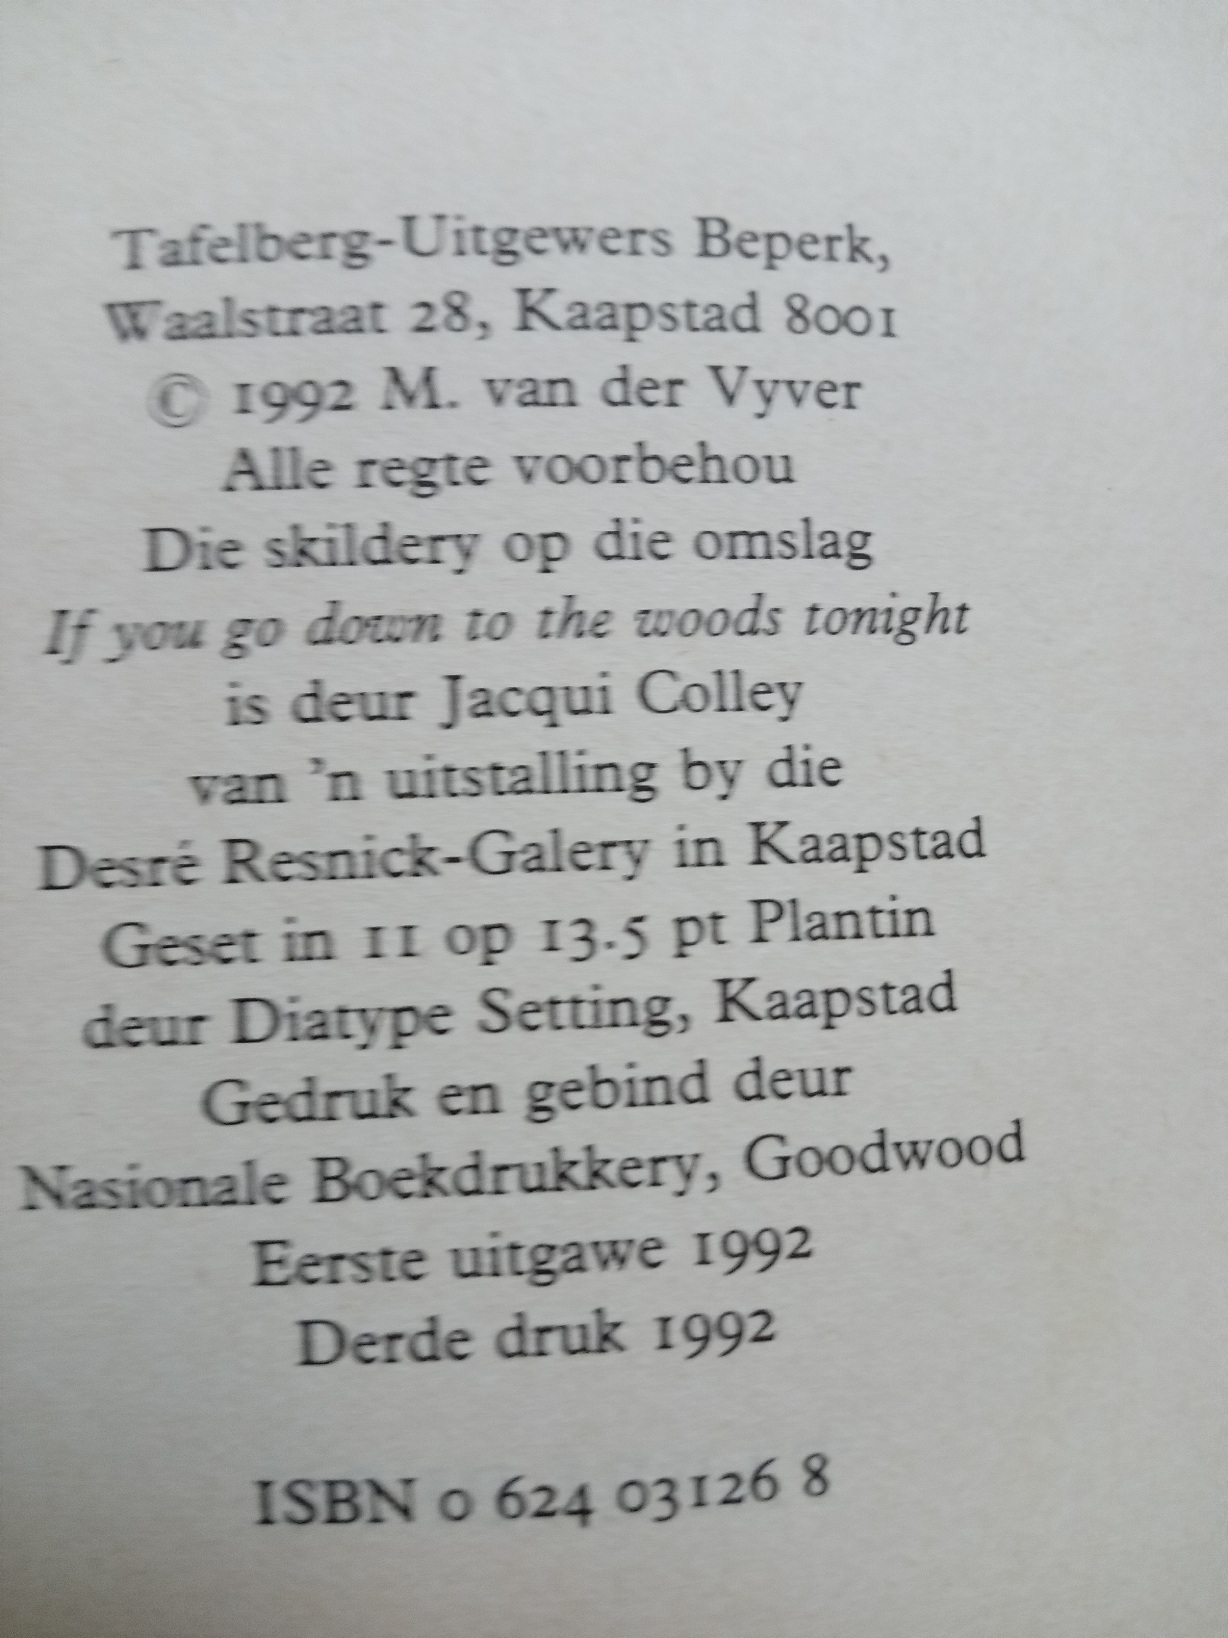 Tafelberg-Uitgewers Beperk,
Waalstraat 28, Kaapstad 8001
© 1992 M. van der Vyver
Alle regte voorbehou
Die skildery op die omslag
If you go down to the woods tonight
is deur Jacqui Colley
van ’n uitstalling by die
Desré Resnick-Galery in Kaapstad
Geset in 11 op 13.5 pt Plantin
deur Diatype Setting, Kaapstad
Gedruk en gebind deur
Nasionale Boekdrukkery, Goodwood
Eerste uitgawe 1992
Derde druk 1992
ISBN 0 624 03126 8